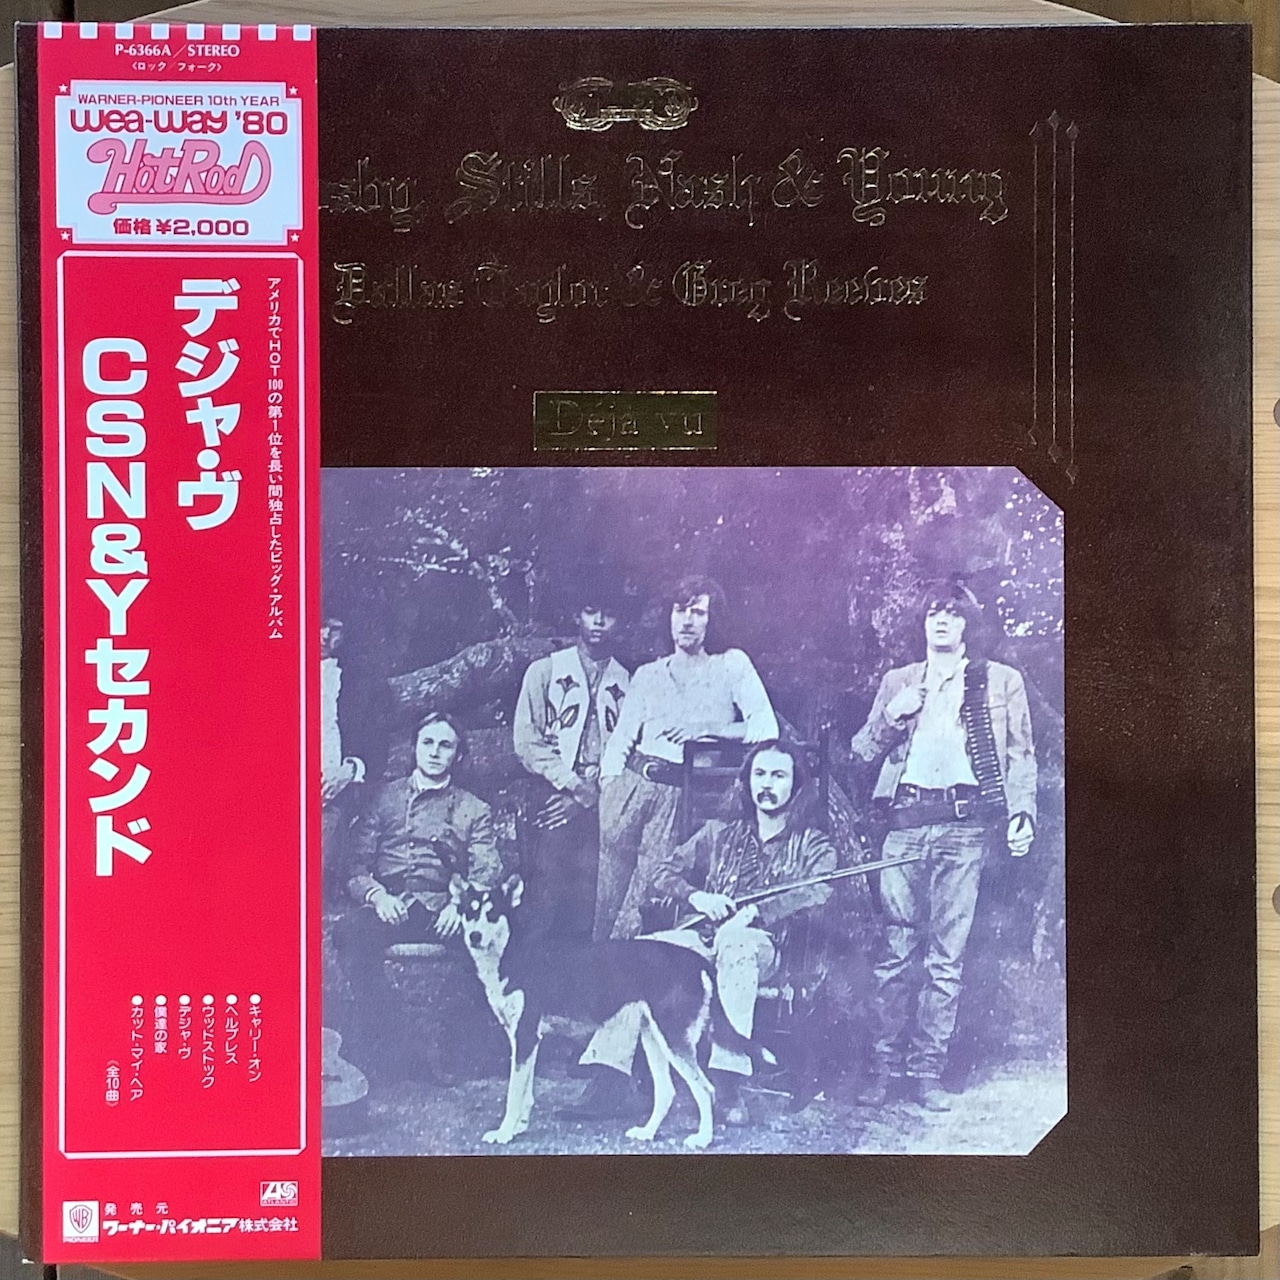 P-6366A／STEREO
〈ロック／フォーク〉
WARNER-PIONEER 10th YEAR
wea-way '80
HotRod
価格￥2,000
アメリカでHOT100の第1位を長い間独占したビッグ・アルバム
デジャ・ヴ
CSN&Yセカンド
●キャリー・オン
●ヘルプレス
●ウッドストック
●デジャ・ヴ
●僕達の家
●カット・マイ・ヘア
《全10曲》
ATLANTIC
WB
PIONEER
発売元
ワーナー・パイオニア株式会社
sby, Stills, Nash & Young
Dallas Taylor & Greg Reeves
Déjà vu